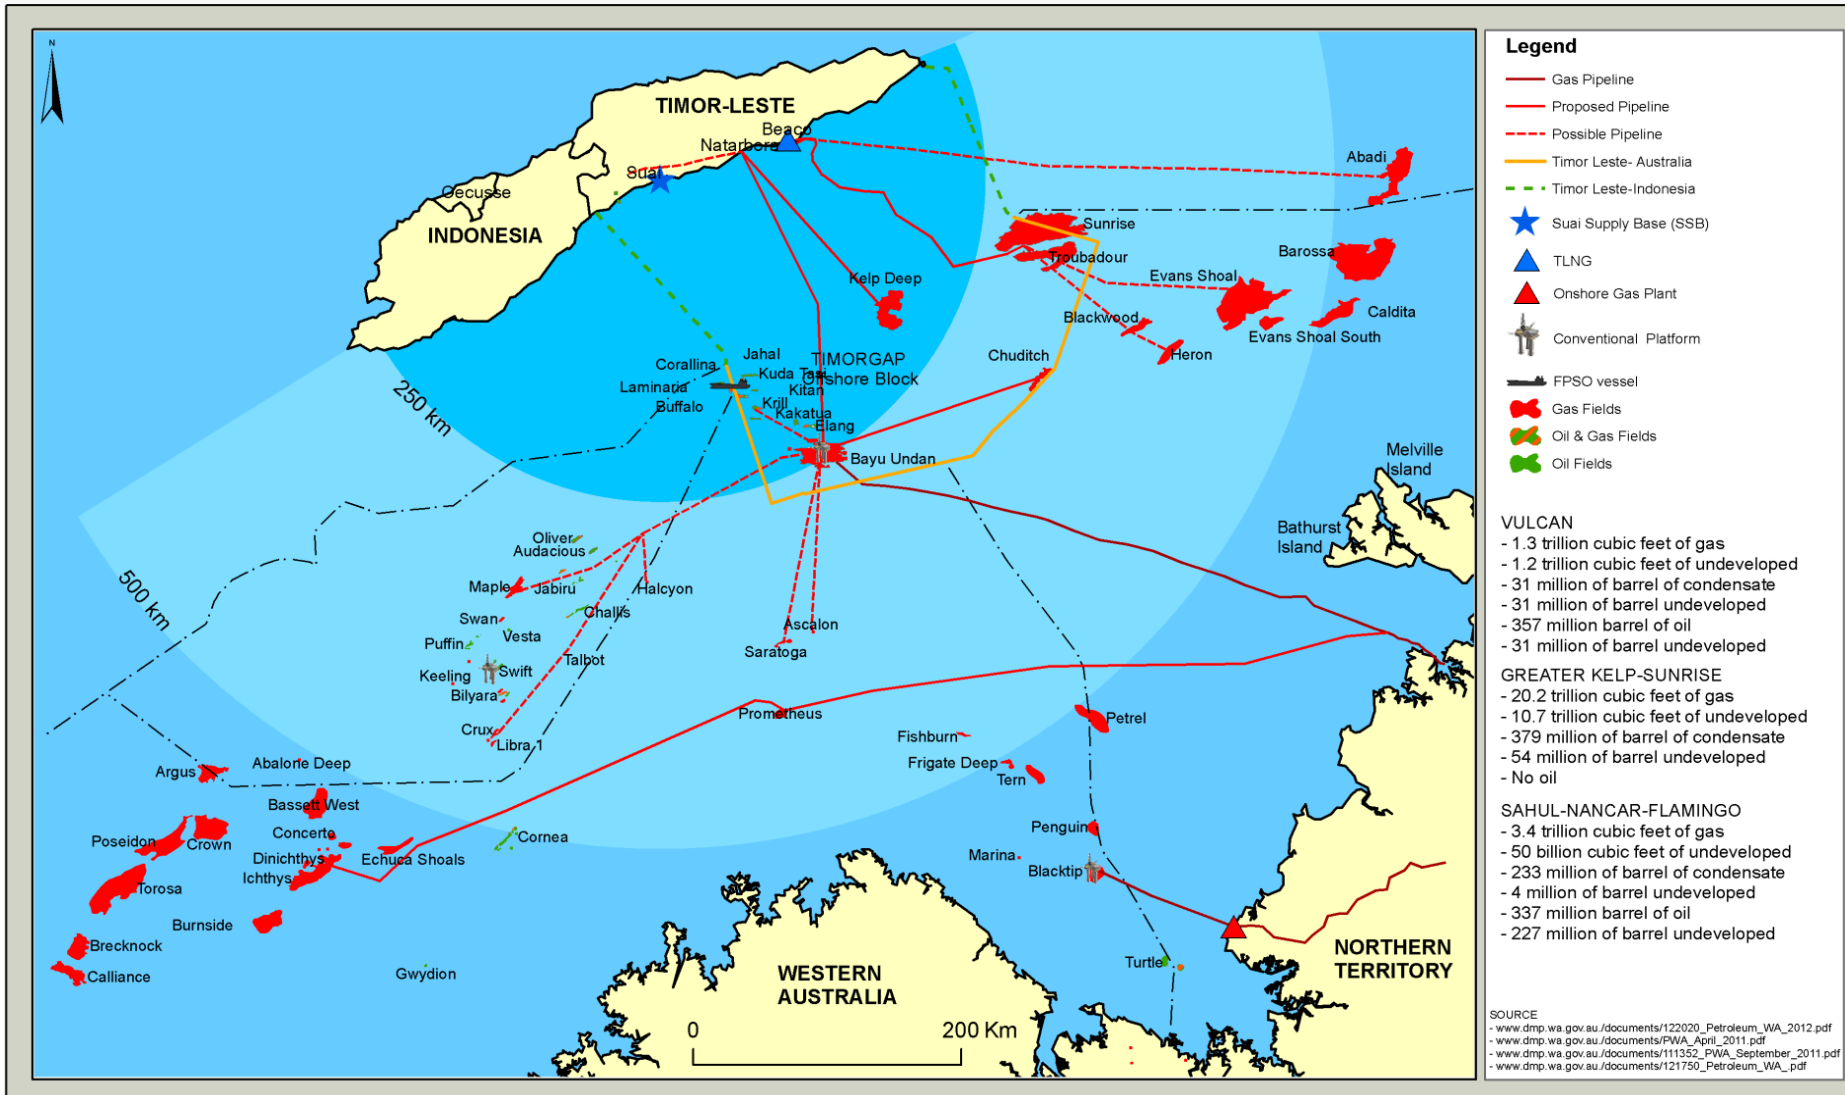 N
TIMOR-LESTE
Beaco
Natarbora
Suai
Oecusse
INDONESIA
Abadi
Sunrise
Troubadour
Barossa
Evans Shoal
Kelp Deep
Caldita
Blackwood
Evans Shoal South
Heron
Chuditch
TIMORGAP
Offshore Block
Jahal
Corallina
Kuda Tasi
Laminaria
Kitan
Buffalo
Krill
Kakatua
Elang
Bayu Undan
250 km
500 km
Melville
Island
Bathurst
Island
Oliver
Audacious
Maple
Jabiru
Halcyon
Swan
Challis
Vesta
Puffin
Ascalon
Saratoga
Talbot
Keeling
Swift
Bilyara
Crux
Libra 1
Prometheus
Petrel
Fishburn
Frigate Deep
Tern
Argus
Abalone Deep
Bassett West
Poseidon
Crown
Concerto
Dinichthys
Echuca Shoals
Ichthys
Torosa
Cornea
Penguin
Marina
Blacktip
Burnside
Brecknock
Calliance
Gwydion
Turtle
WESTERN
AUSTRALIA
NORTHERN
TERRITORY
0 200 Km
Legend
Gas Pipeline
Proposed Pipeline
Possible Pipeline
Timor Leste- Australia
Timor Leste-Indonesia
Suai Supply Base (SSB)
TLNG
Onshore Gas Plant
Conventional Platform
FPSO vessel
Gas Fields
Oil & Gas Fields
Oil Fields
VULCAN
- 1.3 trillion cubic feet of gas
- 1.2 trillion cubic feet of undeveloped
- 31 million of barrel of condensate
- 31 million of barrel undeveloped
- 357 million barrel of oil
- 31 million of barrel undeveloped
GREATER KELP-SUNRISE
- 20.2 trillion cubic feet of gas
- 10.7 trillion cubic feet of undeveloped
- 379 million of barrel of condensate
- 54 million of barrel undeveloped
- No oil
SAHUL-NANCAR-FLAMINGO
- 3.4 trillion cubic feet of gas
- 50 billion cubic feet of undeveloped
- 233 million of barrel of condensate
- 4 million of barrel undeveloped
- 337 million barrel of oil
- 227 million of barrel undeveloped
SOURCE
- www.dmp.wa.gov.au./documents/122020_Petroleum_WA_2012.pdf
- www.dmp.wa.gov.au./documents/PWA_April_2011.pdf
- www.dmp.wa.gov.au./documents/111352_PWA_September_2011.pdf
- www.dmp.wa.gov.au./documents/121750_Petroleum_WA_.pdf